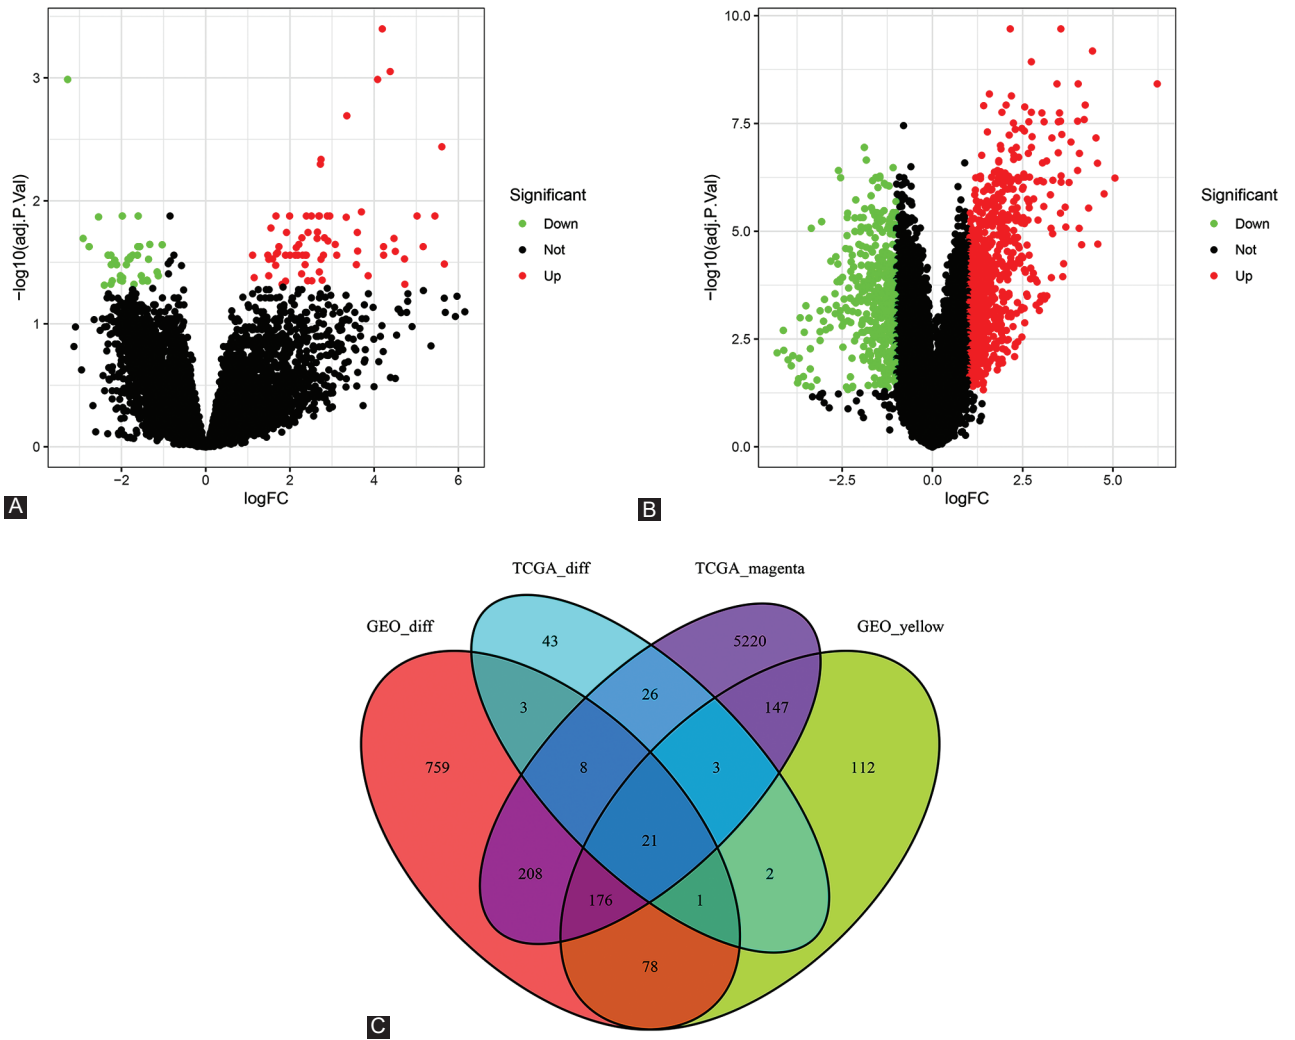 3
2
1
0
−log10(adj.P.Val)
−2
0
2
4
6
logFC
Significant
Down
Not
Up
A
10.0
7.5
5.0
2.5
0.0
−log10(adj.P.Val)
−2.5
0.0
2.5
5.0
logFC
Significant
Down
Not
Up
B
TCGA_diff
TCGA_magenta
GEO_diff
GEO_yellow
43
5220
26
3
147
759
8
3
112
21
208
2
176
1
78
C